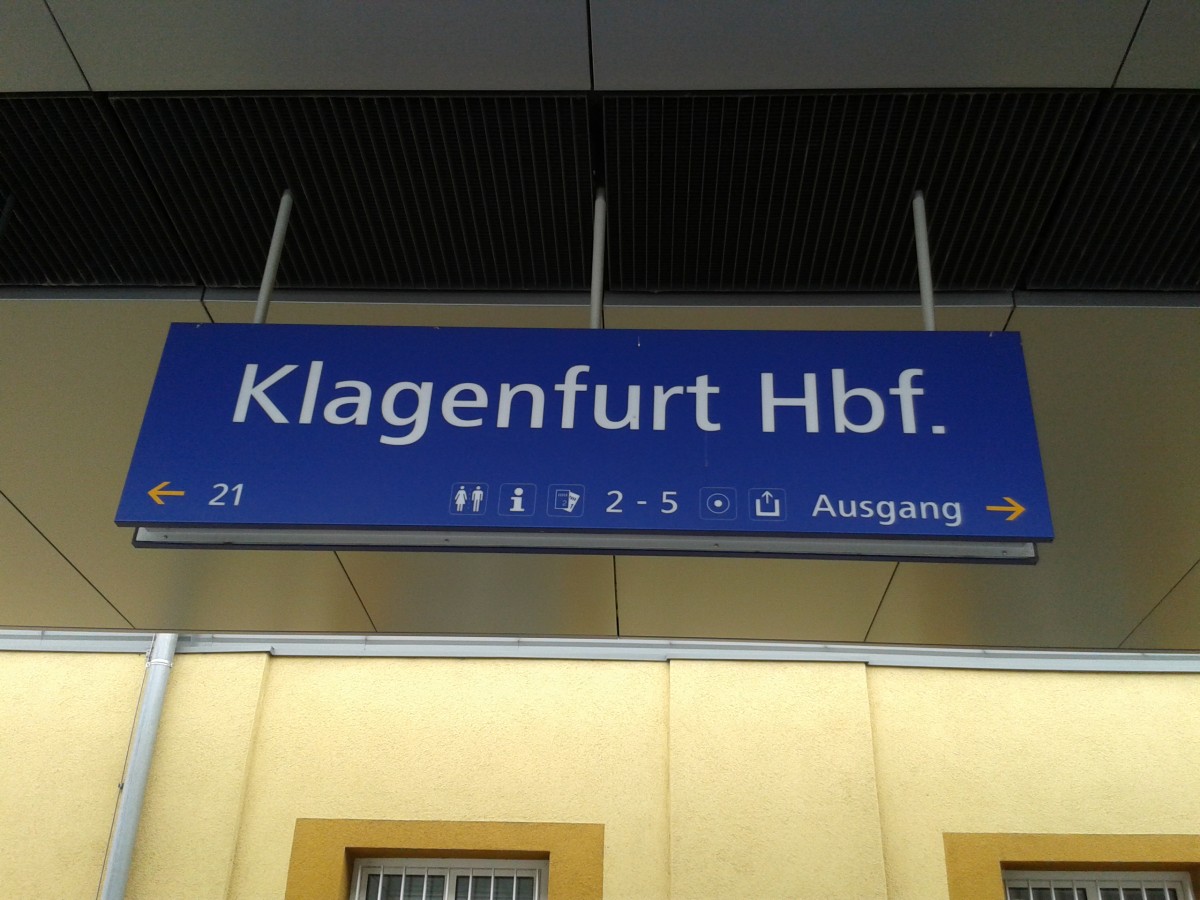 Klagenfurt Hbf.
21 2 - 5 Ausgang